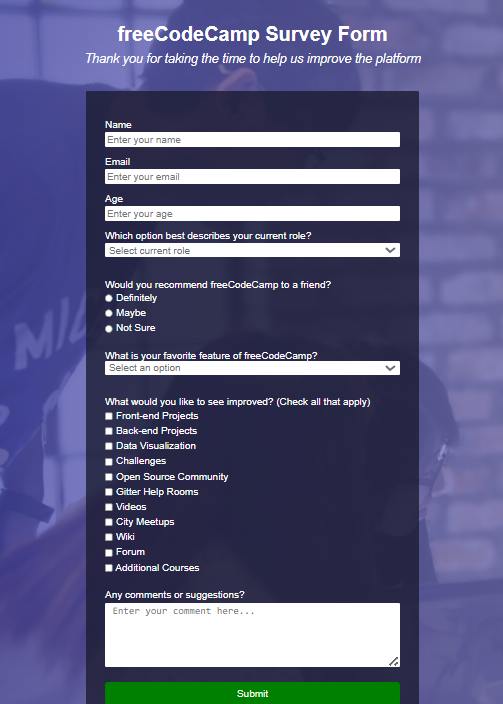 freeCodeCamp Survey Form
Thank you for taking the time to help us improve the platform
Name
Enter your name
Email
Enter your email
Age
Enter your age
Which option best describes your current role?
Select current role
Would you recommend freeCodeCamp to a friend?
Definitely
Maybe
Not Sure
What is your favorite feature of freeCodeCamp?
Select an option
What would you like to see improved? (Check all that apply)
Front-end Projects
Back-end Projects
Data Visualization
Challenges
Open Source Community
Gitter Help Rooms
Videos
City Meetups
Wiki
Forum
Additional Courses
Any comments or suggestions?
Enter your comment here...
Submit